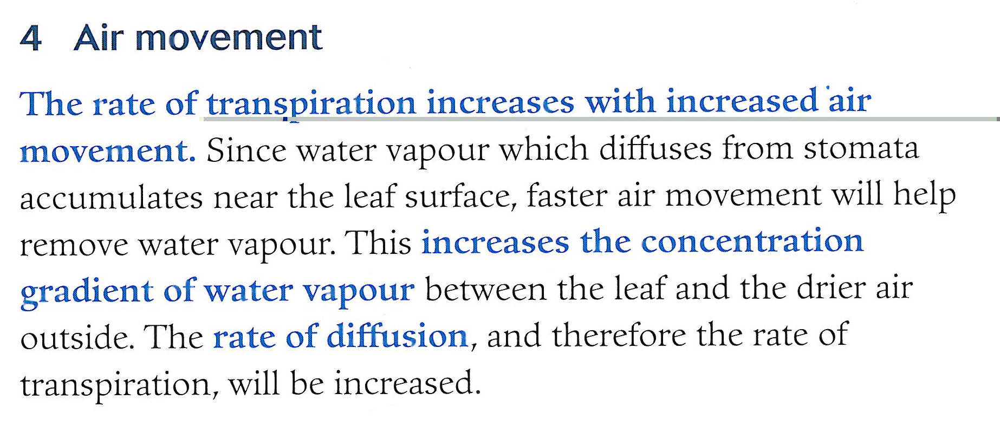 4 Air movement
The rate of transpiration increases with increased air
movement. Since water vapour which diffuses from stomata
accumulates near the leaf surface, faster air movement will help
remove water vapour. This increases the concentration
gradient of water vapour between the leaf and the drier air
outside. The rate of diffusion, and therefore the rate of
transpiration, will be increased.